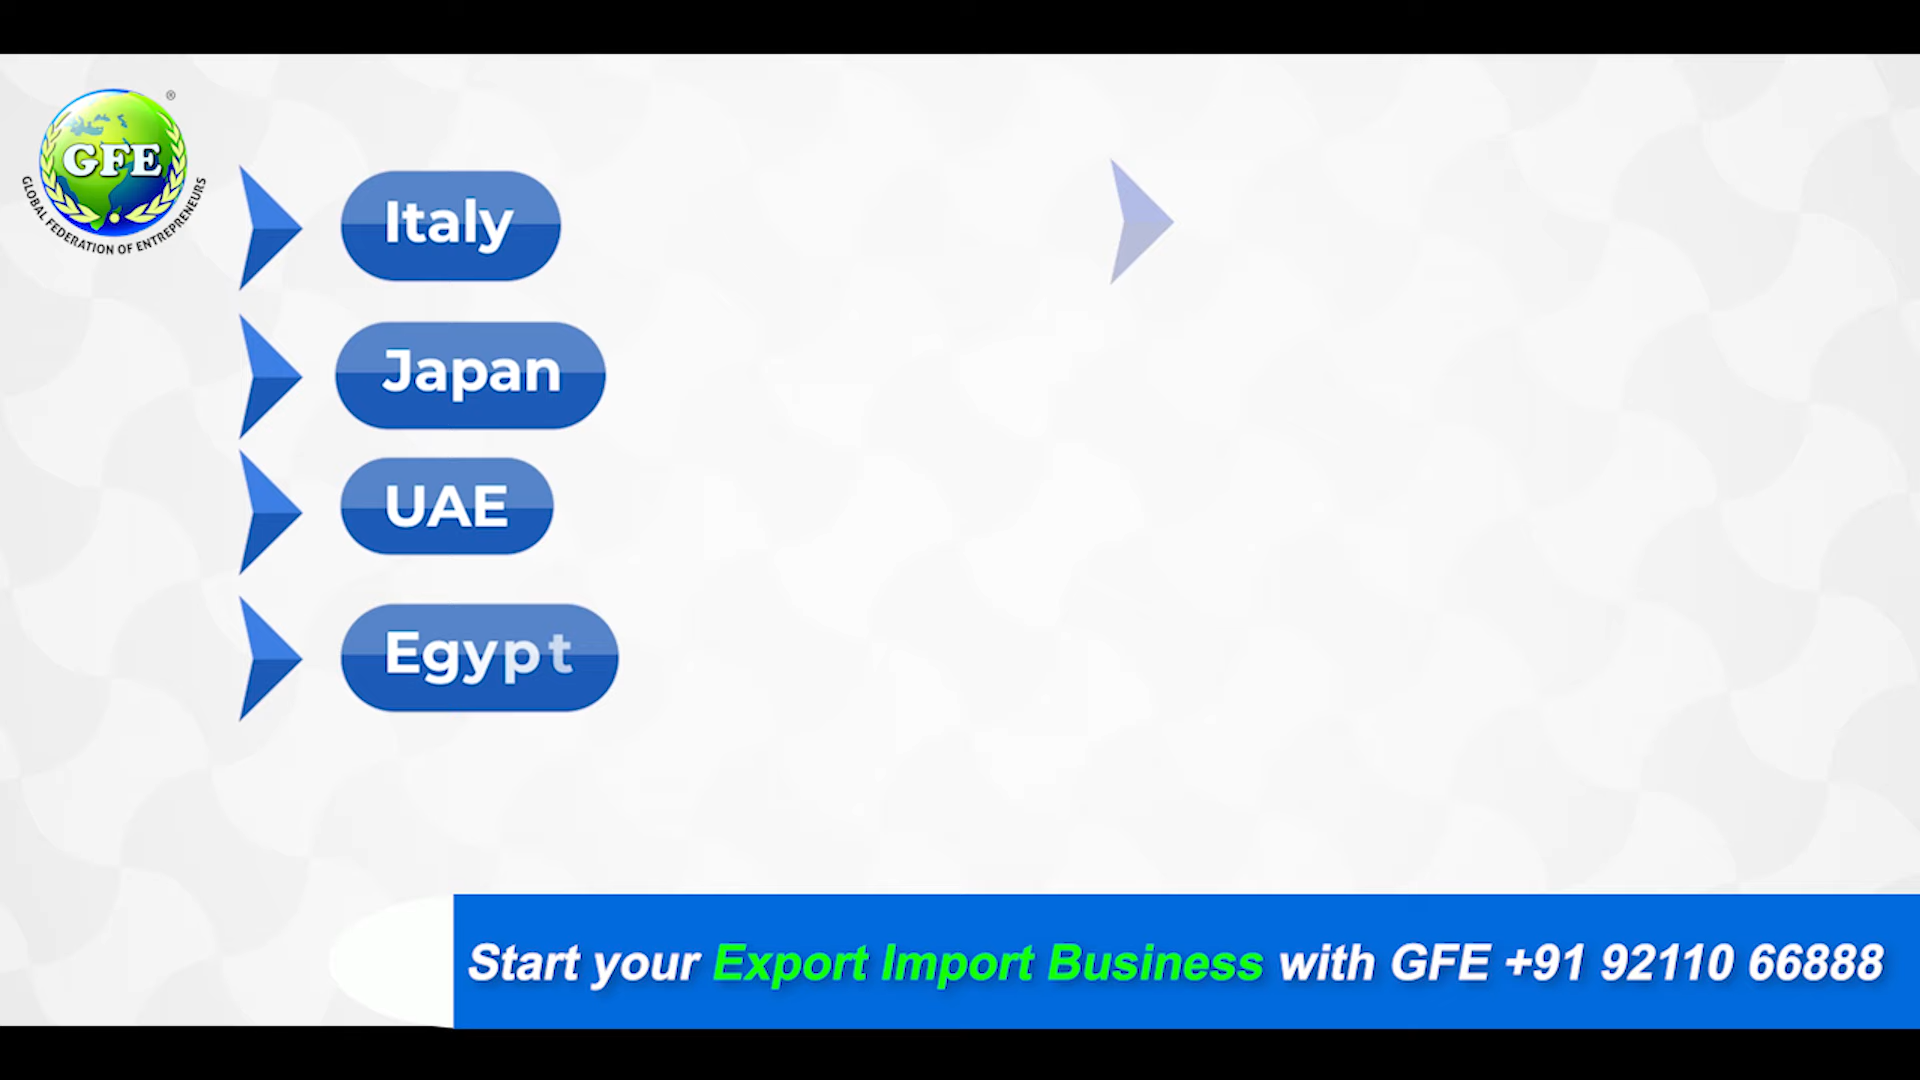 ®
GFE
GLOBAL FEDERATION OF ENTREPRENEURS
Italy
Japan
UAE
Egypt
Start your Export Import Business with GFE +91 92110 66888